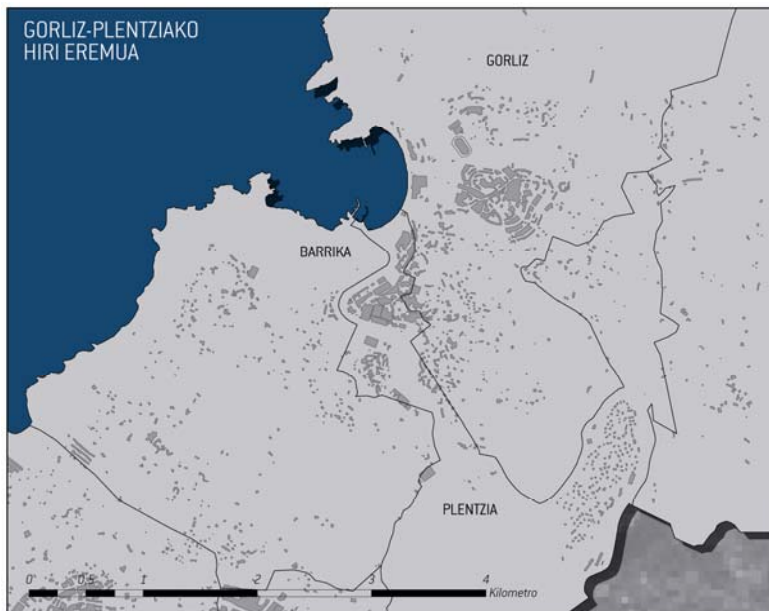 GORLIZ-PLENTZIAKO
HIRI EREMUA
GORLIZ
BARRIKA
PLENTZIA
0 0,5 1 2 3 4
Kilometro